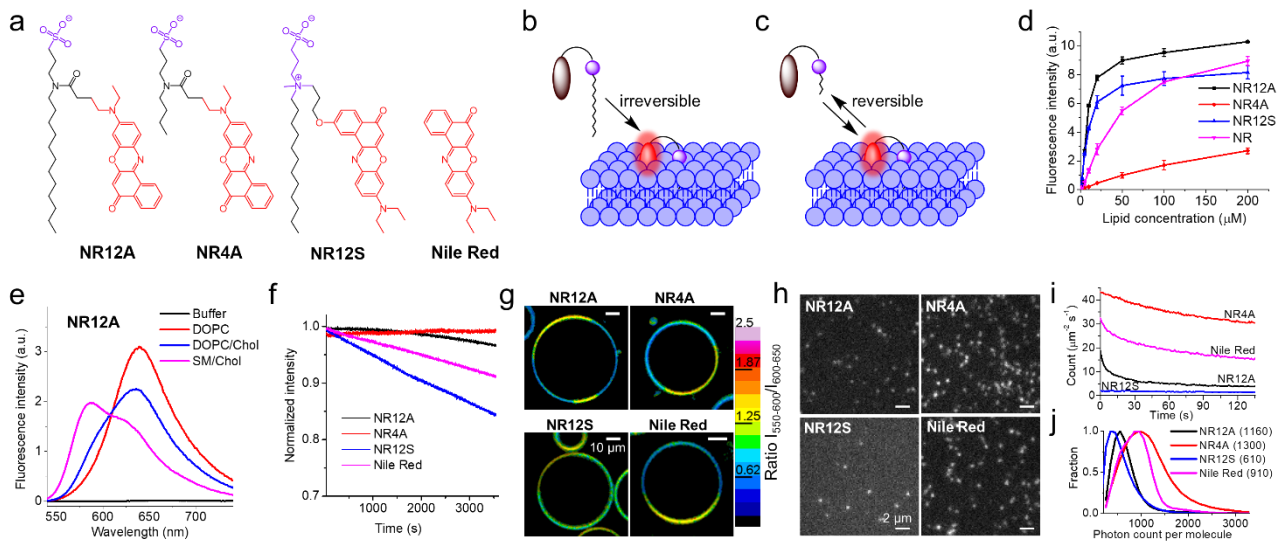 a
O
O⁻
O
S
N
O
N
O
N
O
NR12A
O
O⁻
O
S
N
O
N
O
N
O
NR4A
O
O⁻
O
S
N
⊕
O
O
O
N
N
NR12S
O
O
N
N
Nile Red
b
irreversible
c
reversible
d
Fluorescence intensity (a.u.)
10
8
6
4
2
0
NR12A
NR4A
NR12S
NR
0 50 100 150 200
Lipid concentration (μM)
e
NR12A
Buffer
DOPC
DOPC/Chol
SM/Chol
Fluorescence intensity (a.u.)
3
2
1
0
550 600 650 700
Wavelength (nm)
f
Normalized intensity
1.0
0.9
0.8
0.7
NR12A
NR4A
NR12S
Nile Red
1000 2000 3000
Time (s)
g
NR12A
NR4A
NR12S
10 μm
Nile Red
2.5
1.87
1.25
0.62
Ratio I550-600/I600-650
h
NR12A
NR4A
NR12S
2 μm
Nile Red
i
Count (μm⁻² s⁻¹)
50
40
30
20
10
0
NR4A
Nile Red
NR12A
NR12S
0 30 60 90 120
Time (s)
j
Fraction
1.0
0.5
0.0
NR12A (1160)
NR4A (1300)
NR12S (610)
Nile Red (910)
1000 2000 3000
Photon count per molecule